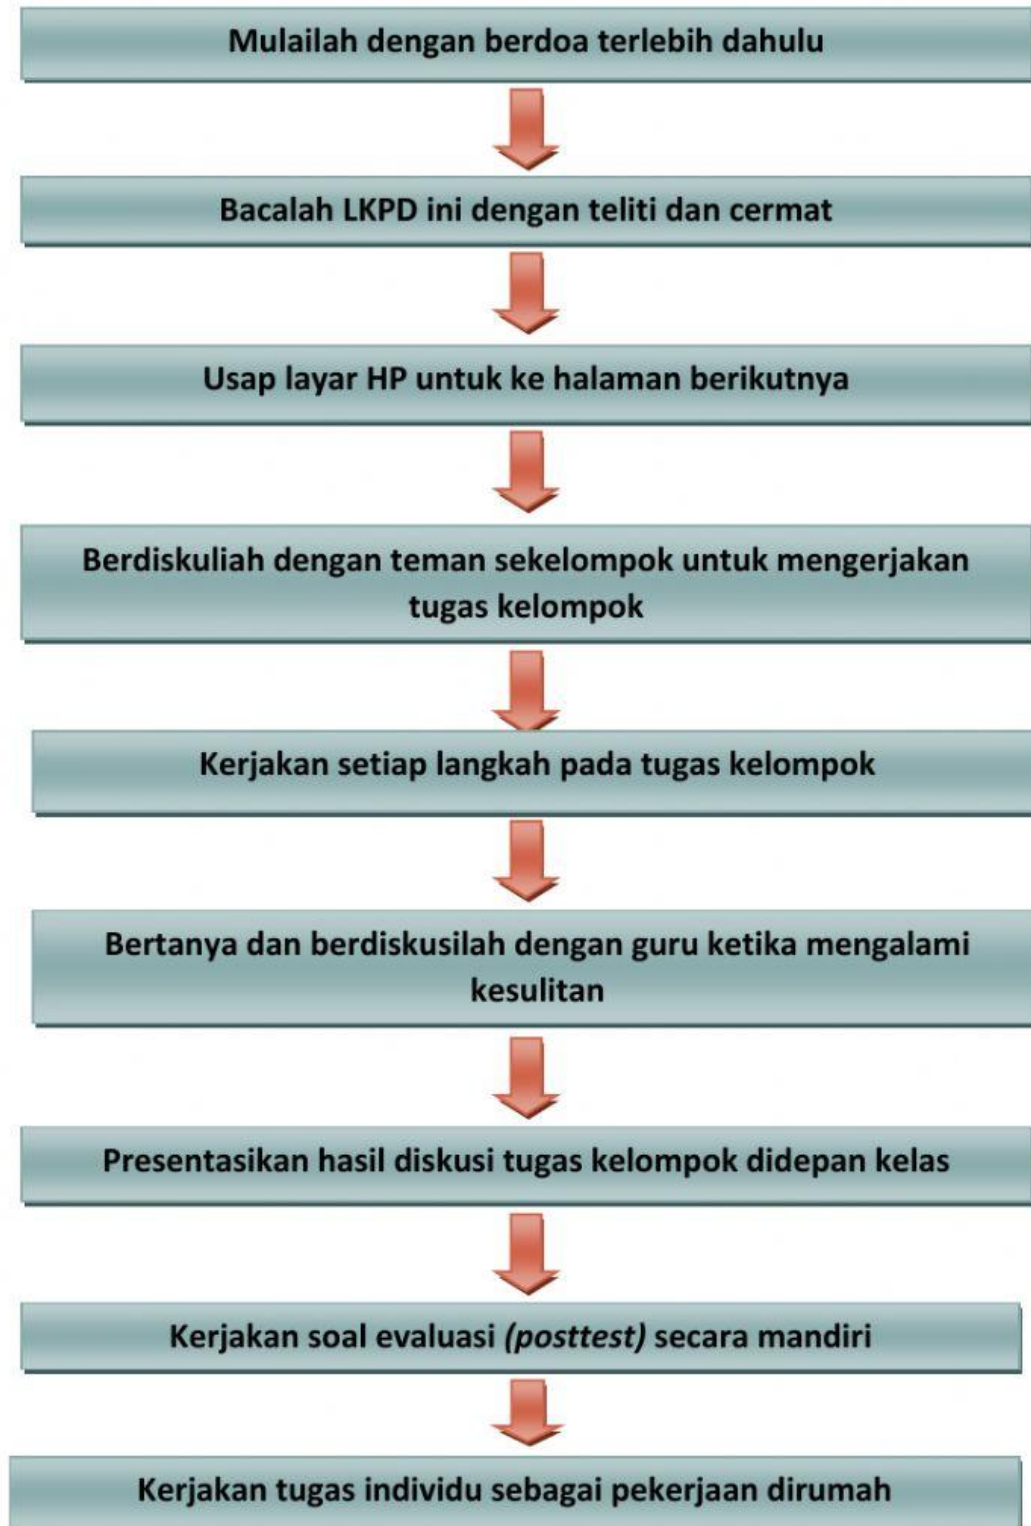 Mulailah dengan berdoa terlebih dahulu
Bacalah LKPD ini dengan teliti dan cermat
Usap layar HP untuk ke halaman berikutnya
Berdiskuliah dengan teman sekelompok untuk mengerjakan
tugas kelompok
Kerjakan setiap langkah pada tugas kelompok
Bertanya dan berdiskusilah dengan guru ketika mengalami
kesulitan
Presentasikan hasil diskusi tugas kelompok didepan kelas
Kerjakan soal evaluasi (posttest) secara mandiri
Kerjakan tugas individu sebagai pekerjaan dirumah